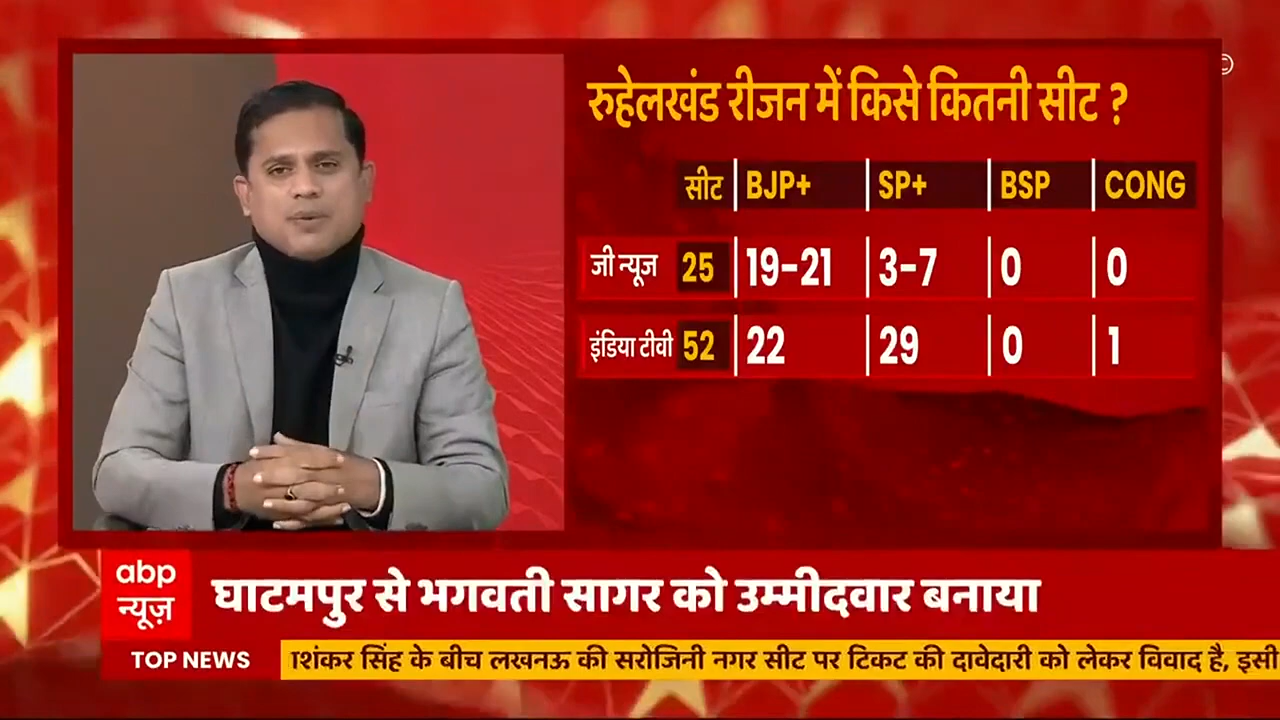 ©
रुहेलखंड रीजन में किसे कितनी सीट ?
सीट BJP+ SP+ BSP CONG
जी न्यूज 25 19-21 3-7 0 0
इंडिया टीवी 52 22 29 0 1
abp
न्यूज़
घाटमपुर से भगवती सागर को उम्मीदवार बनाया
TOP NEWS
ाशंकर सिंह के बीच लखनऊ की सरोजिनी नगर सीट पर टिकट की दावेदारी को लेकर विवाद है, इसी